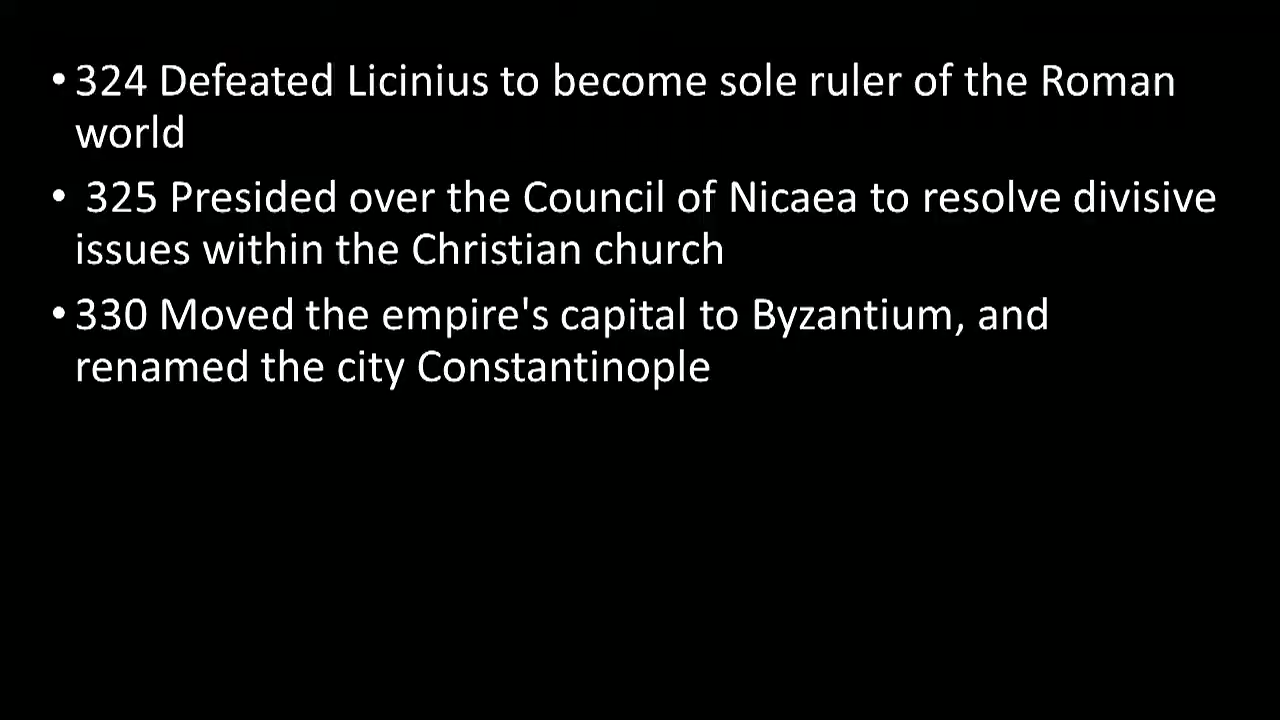 • 324 Defeated Licinius to become sole ruler of the Roman
world
• 325 Presided over the Council of Nicaea to resolve divisive
issues within the Christian church
• 330 Moved the empire's capital to Byzantium, and
renamed the city Constantinople